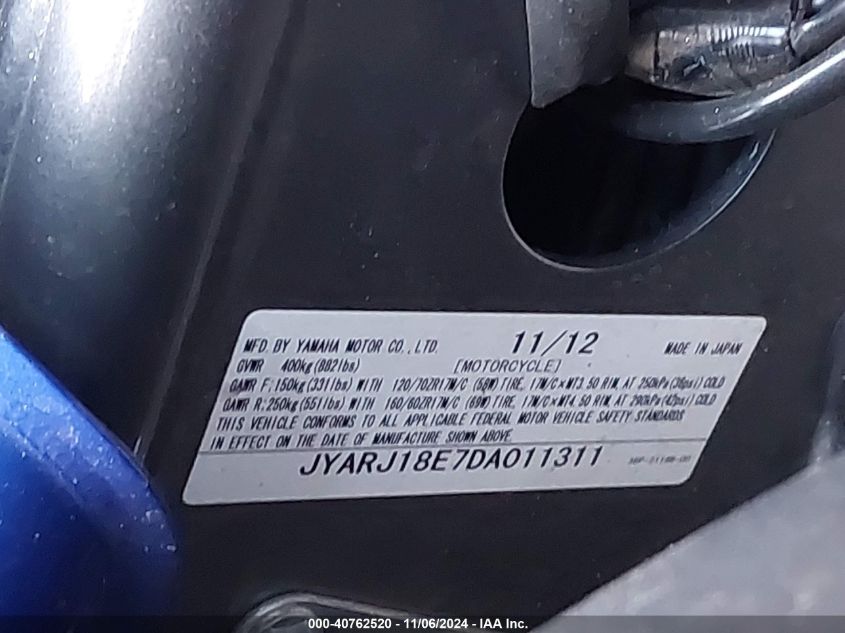 MFD. BY YAMAHA MOTOR CO., LTD. 11/12 MADE IN JAPAN
GVWR 400kg (882lbs) [MOTORCYCLE]
GAWR F: 150kg (331lbs) WITH 120/70ZR17M/C (58W) TIRE, 17M/C×MT3.50 RIM, AT 250kPa (36psi) COLD
GAWR R: 250kg (551lbs) WITH 160/60ZR17M/C (69W) TIRE, 17M/C×MT4.50 RIM, AT 290kPa (42psi) COLD
THIS VEHICLE CONFORMS TO ALL APPLICABLE FEDERAL MOTOR VEHICLE SAFETY STANDARDS
IN EFFECT ON THE DATE OF MANUFACTURE SHOWN ABOVE.
JYARJ18E7DA011311
000-40762520 - 11/06/2024 - IAA Inc.